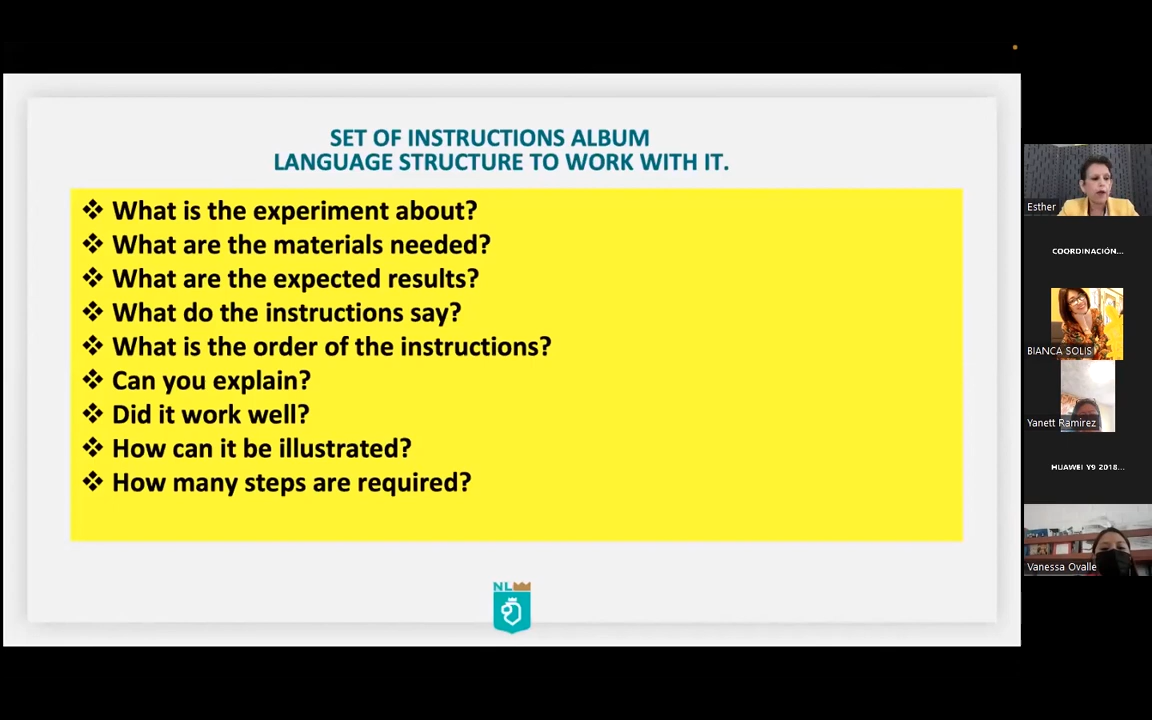 SET OF INSTRUCTIONS ALBUM
LANGUAGE STRUCTURE TO WORK WITH IT.
❖ What is the experiment about?
❖ What are the materials needed?
❖ What are the expected results?
❖ What do the instructions say?
❖ What is the order of the instructions?
❖ Can you explain?
❖ Did it work well?
❖ How can it be illustrated?
❖ How many steps are required?
NL
Esther
COORDINACIÓN...
BIANCA SOLIS
Yanett Ramirez
HUAWEI Y9 2018...
Vanessa Ovalle